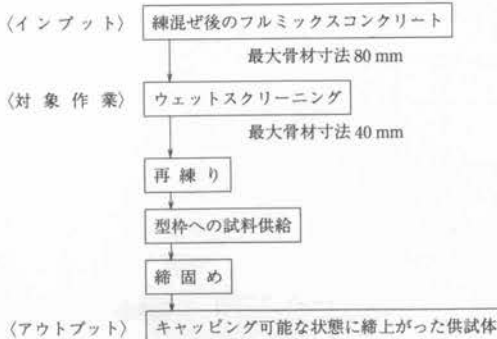 〈インプット〉 練混ぜ後のフルミックスコンクリート
最大骨材寸法 80 mm
〈対象作業〉 ウェットスクリーニング
最大骨材寸法 40 mm
再練り
型枠への試料供給
締固め
〈アウトプット〉 キャッピング可能な状態に締上がった供試体